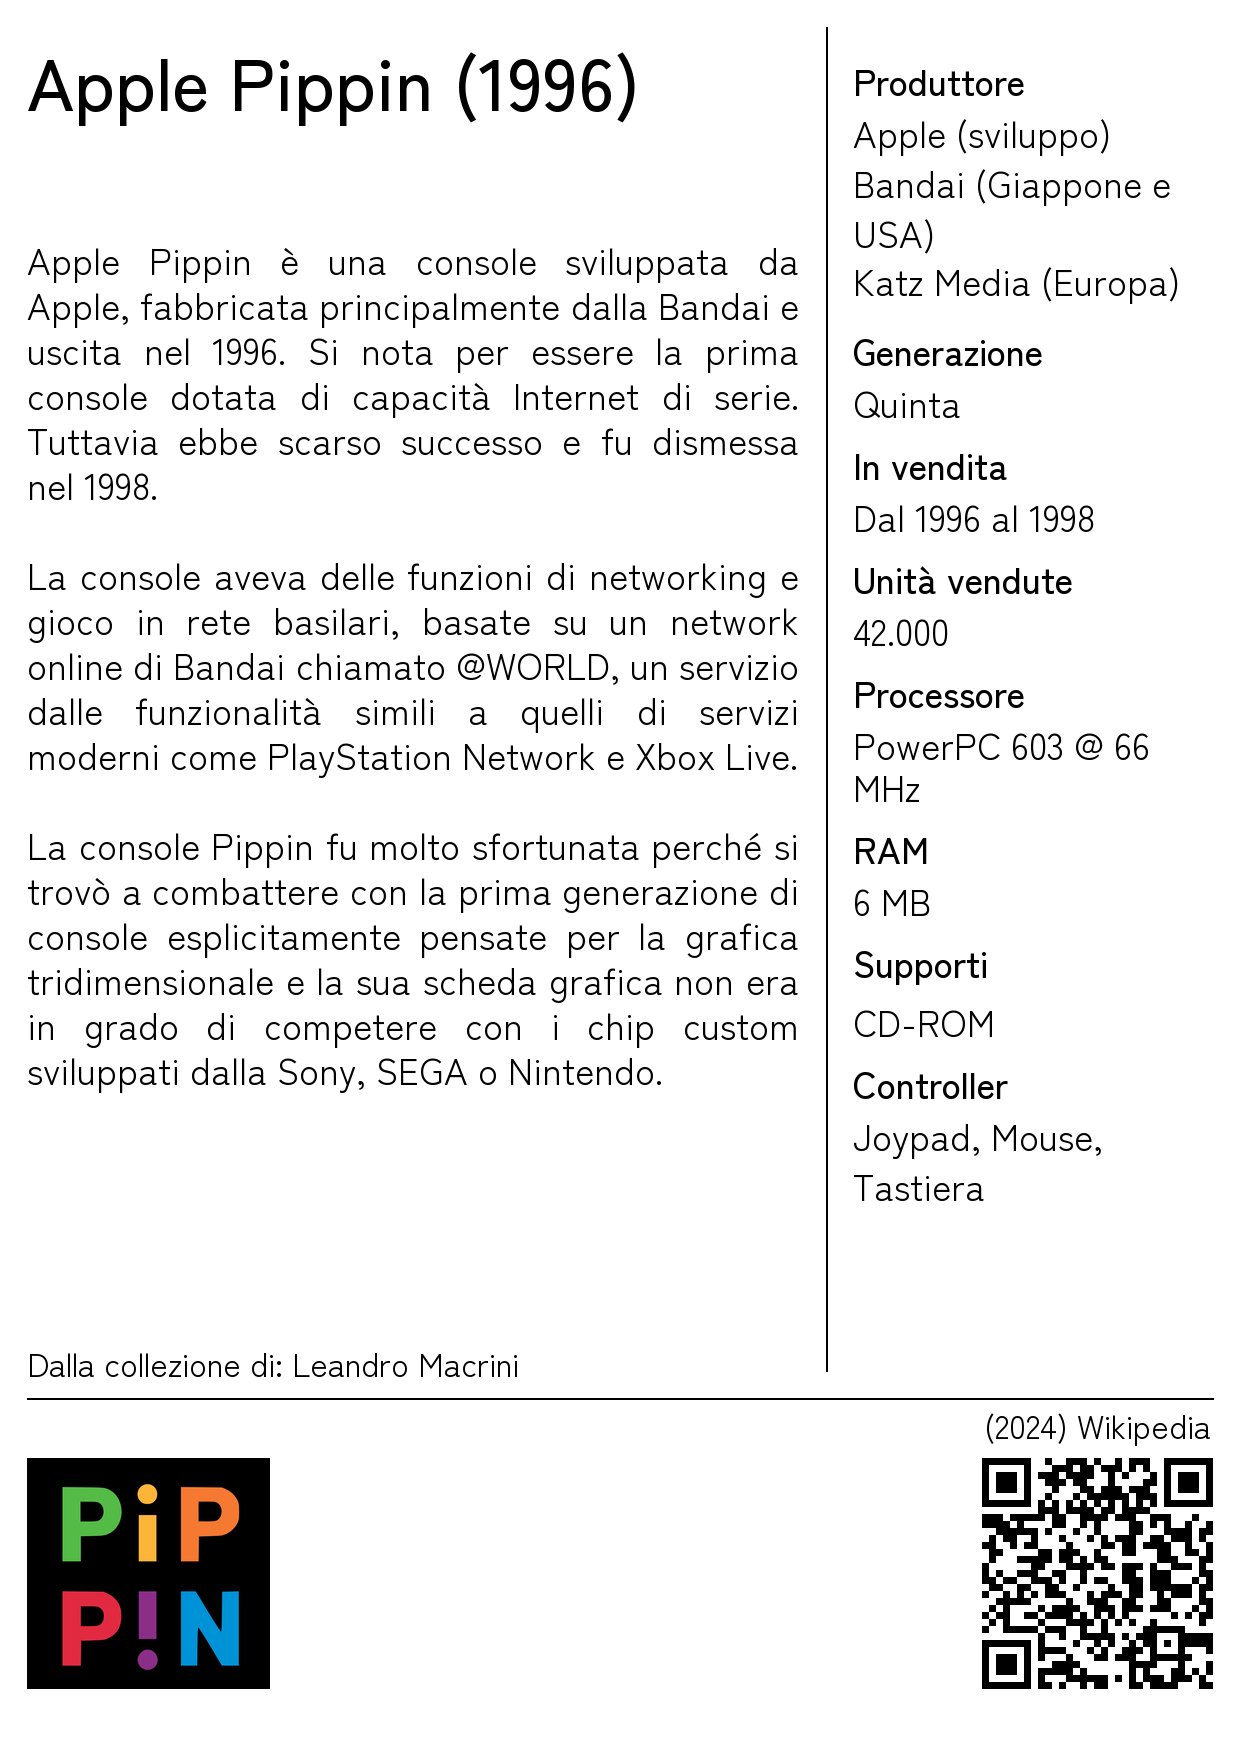 Apple Pippin (1996)
Apple Pippin è una console sviluppata da
Apple, fabbricata principalmente dalla Bandai e
uscita nel 1996. Si nota per essere la prima
console dotata di capacità Internet di serie.
Tuttavia ebbe scarso successo e fu dismessa
nel 1998.
La console aveva delle funzioni di networking e
gioco in rete basilari, basate su un network
online di Bandai chiamato @WORLD, un servizio
dalle funzionalità simili a quelli di servizi
moderni come PlayStation Network e Xbox Live.
La console Pippin fu molto sfortunata perché si
trovò a combattere con la prima generazione di
console esplicitamente pensate per la grafica
tridimensionale e la sua scheda grafica non era
in grado di competere con i chip custom
sviluppati dalla Sony, SEGA o Nintendo.
Dalla collezione di: Leandro Macrini
Produttore
Apple (sviluppo)
Bandai (Giappone e
USA)
Katz Media (Europa)
Generazione
Quinta
In vendita
Dal 1996 al 1998
Unità vendute
42.000
Processore
PowerPC 603 @ 66
MHz
RAM
6 MB
Supporti
CD-ROM
Controller
Joypad, Mouse,
Tastiera
(2024) Wikipedia
PiP
P!N